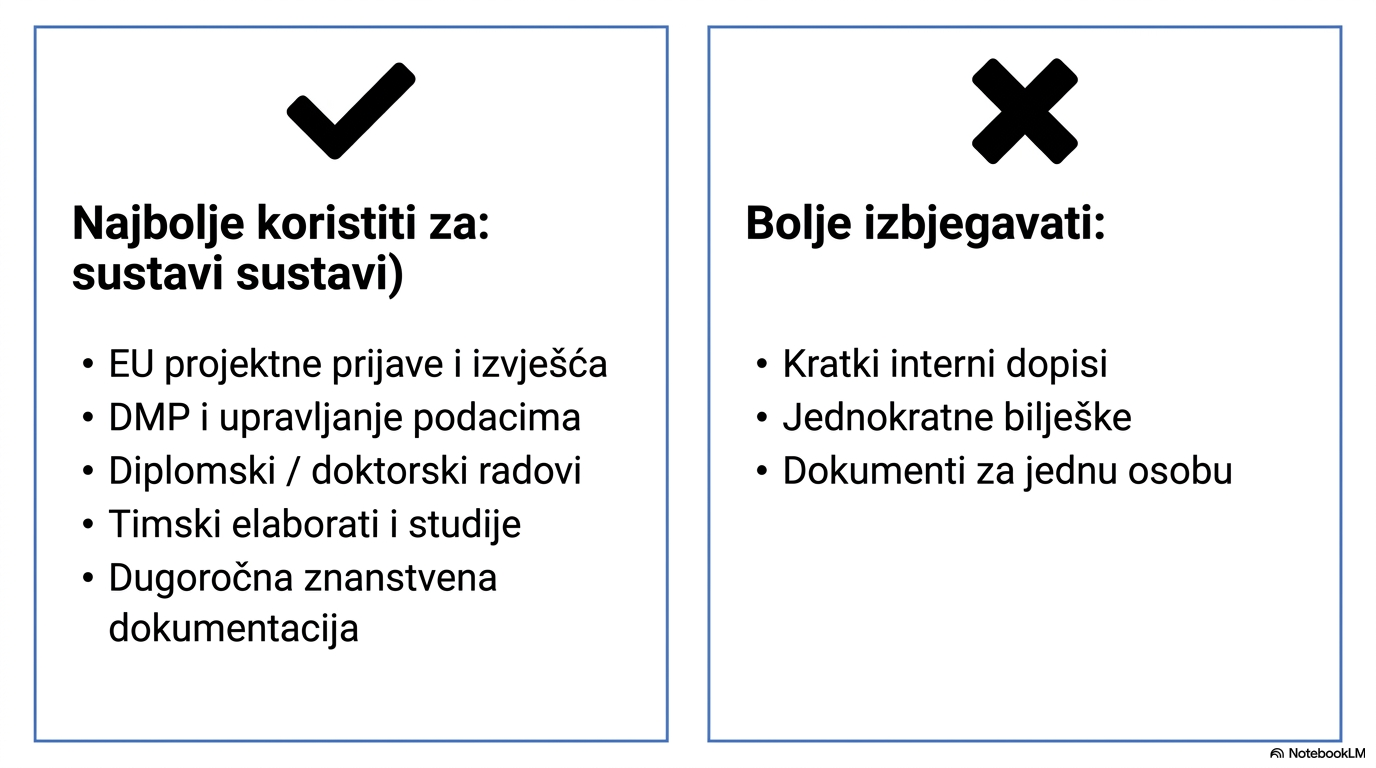 Najbolje koristiti za:
sustavi sustavi)
• EU projektne prijave i izvješća
• DMP i upravljanje podacima
• Diplomski / doktorski radovi
• Timski elaborati i studije
• Dugoročna znanstvena
dokumentacija
Bolje izbjegavati:
• Kratki interni dopisi
• Jednokratne bilješke
• Dokumenti za jednu osobu
NotebookLM